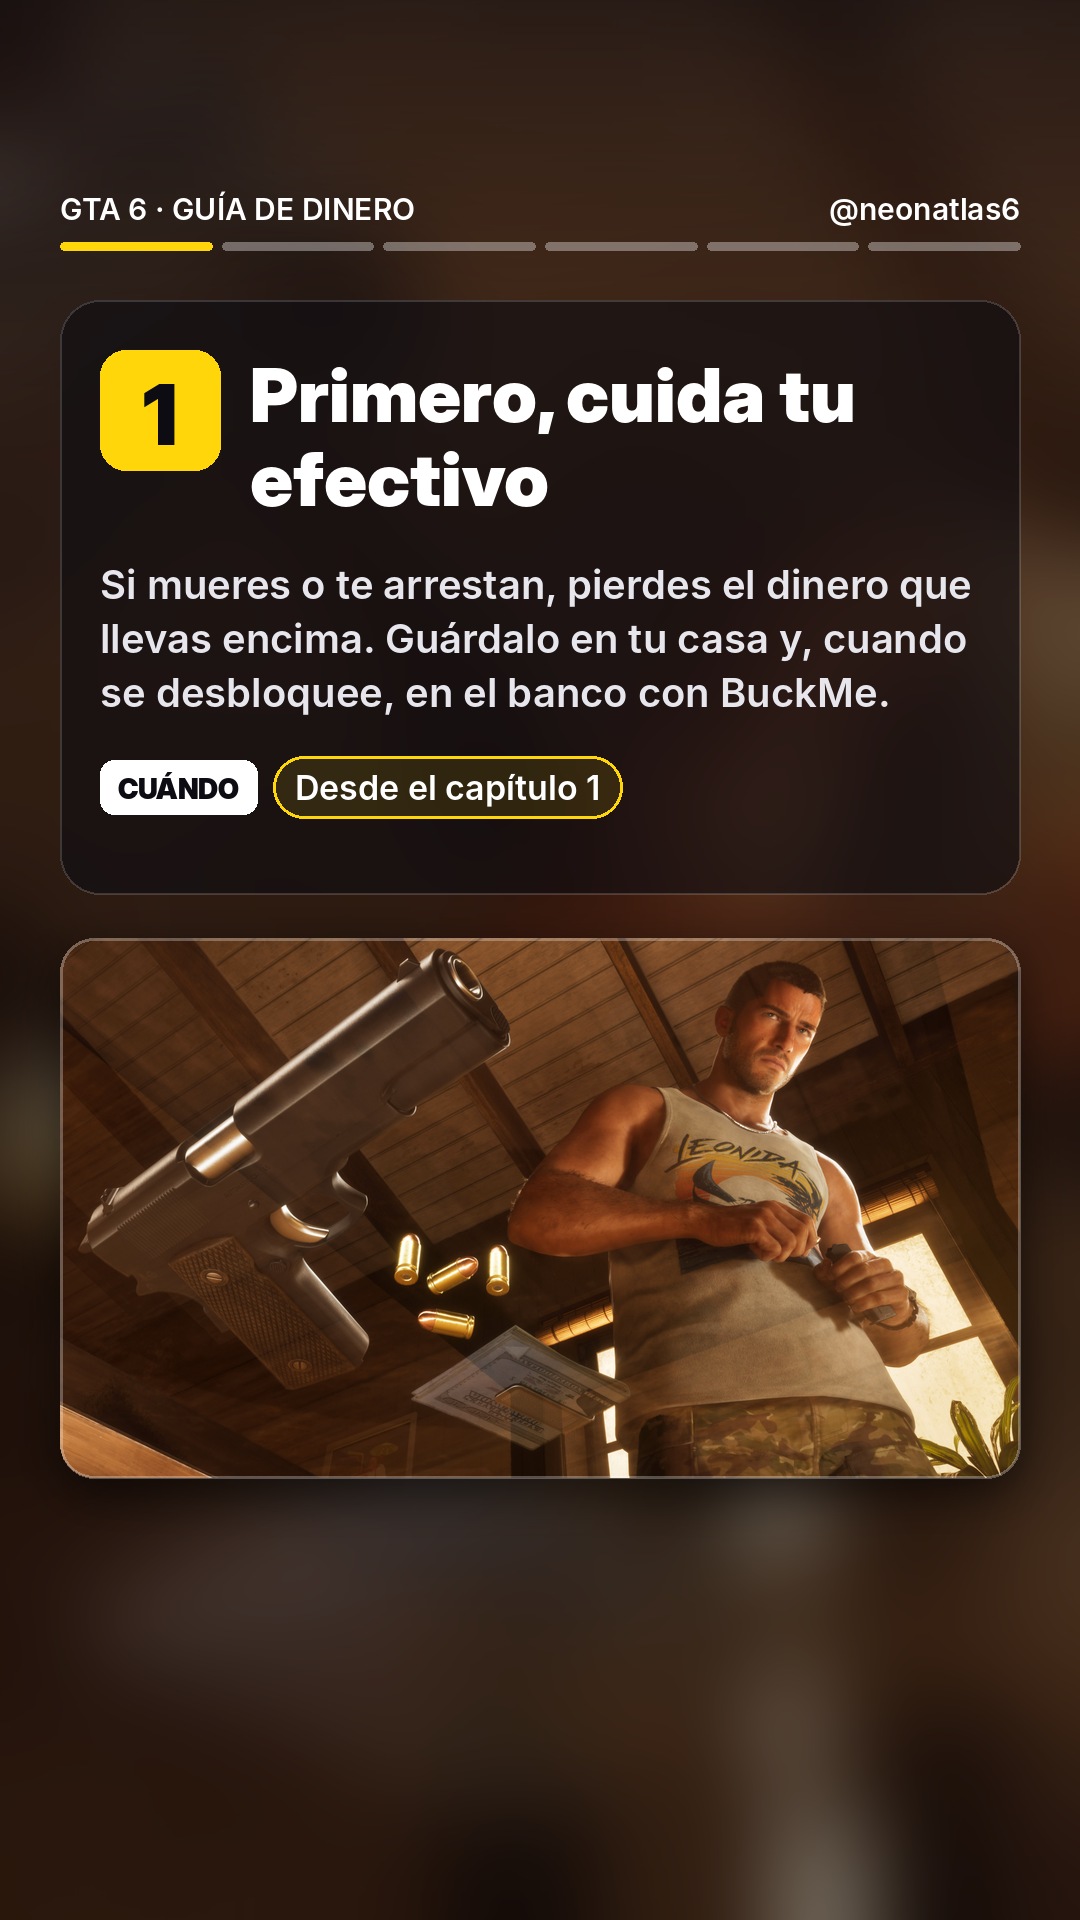 GTA 6 · GUÍA DE DINERO
@neonatlas6
1
Primero, cuida tu
efectivo
Si mueres o te arrestan, pierdes el dinero que
llevas encima. Guárdalo en tu casa y, cuando
se desbloquee, en el banco con BuckMe.
CUÁNDO
Desde el capítulo 1
LEONIDA